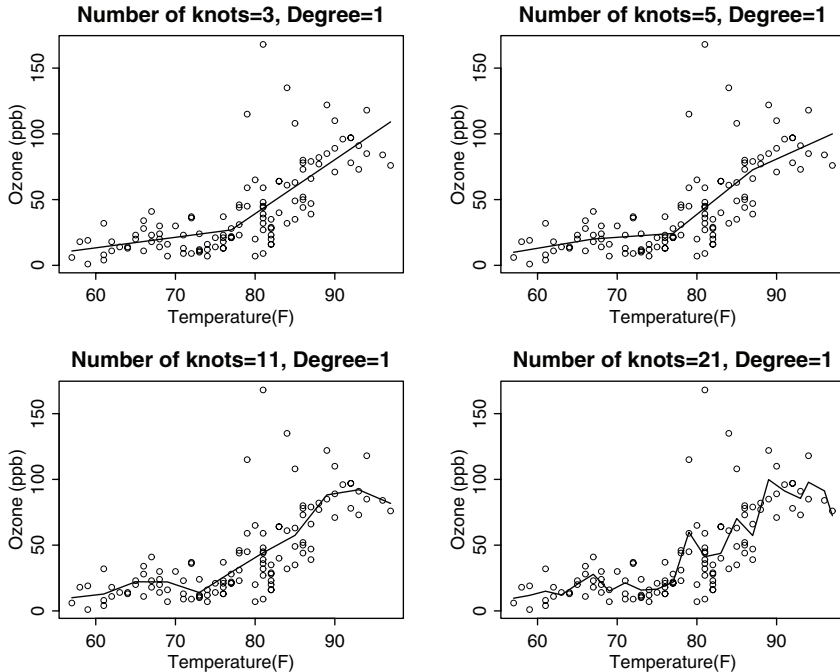 Number of knots=3, Degree=1
Ozone (ppb)
0 50 100 150
60 70 80 90
Temperature(F)
Number of knots=5, Degree=1
Ozone (ppb)
0 50 100 150
60 70 80 90
Temperature(F)
Number of knots=11, Degree=1
Ozone (ppb)
0 50 100 150
60 70 80 90
Temperature(F)
Number of knots=21, Degree=1
Ozone (ppb)
0 50 100 150
60 70 80 90
Temperature(F)